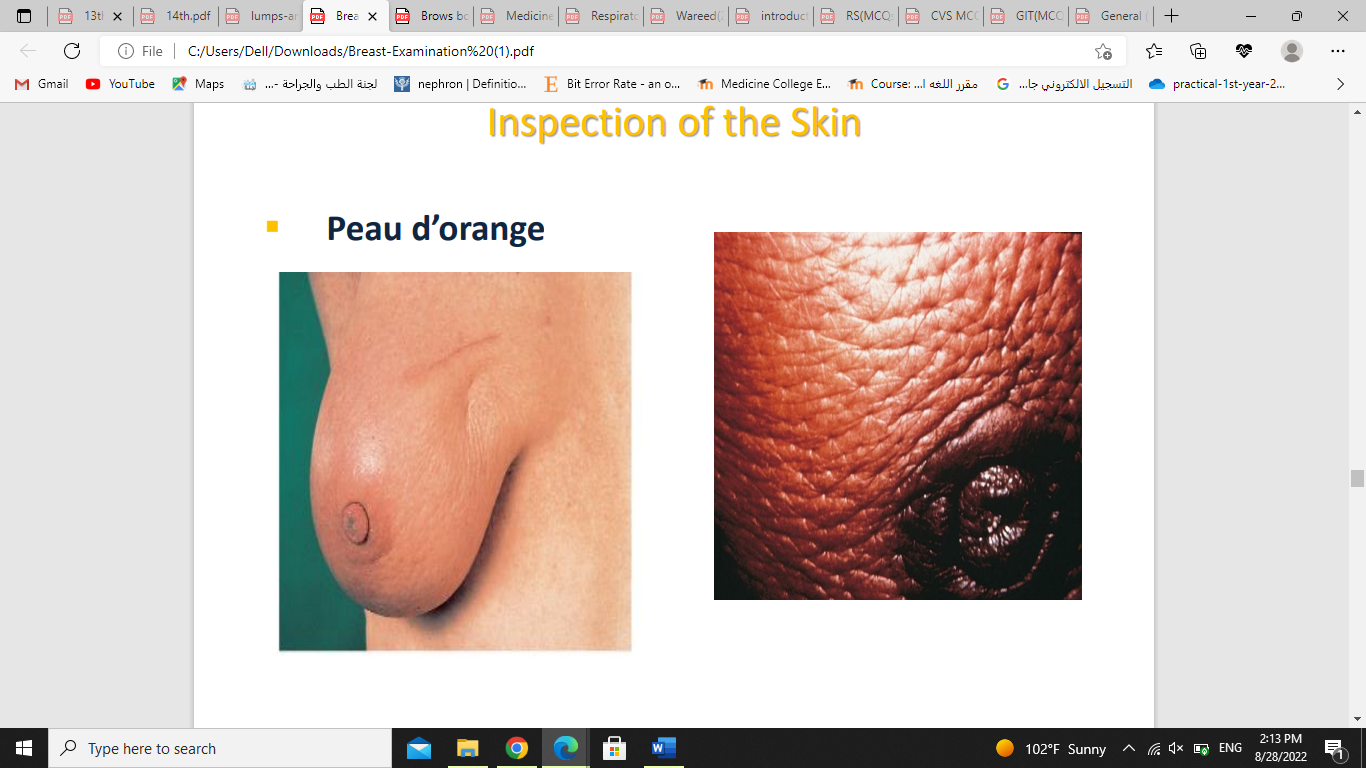 13tl
14th.pdf
lumps-ar
Brea
Brows bo
Medicine
Respirato
Wareed(2
introduct
RS(MCQ
CVS MCC
GIT(MCC
General (
File
C:/Users/Dell/Downloads/Breast-Examination%20(1).pdf
Gmail
YouTube
Maps
لجنة الطب والجراحة -...
nephron | Definitio...
Bit Error Rate - an o...
Medicine College E...
Course: ...مقرر اللغه ا
التسجيل الالكتروني جا...
practical-1st-year-2...
Inspection of the Skin
Peau d’orange
Type here to search
102°F Sunny
ENG
2:13 PM
8/28/2022
1